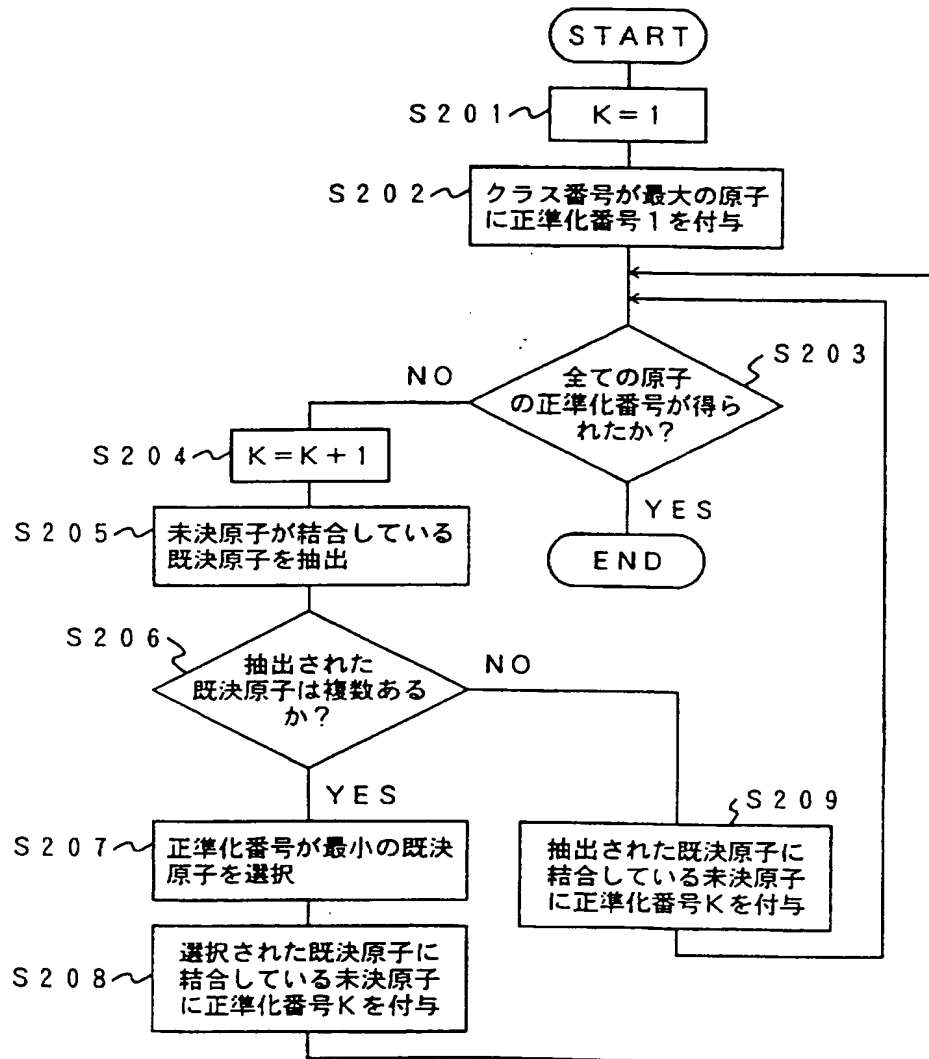 START
S201
K=1
S202
クラス番号が最大の原子
に正準化番号1を付与
S203
全ての原子
の正準化番号が得ら
れたか?
NO
YES
END
S204
K=K+1
S205
未決原子が結合している
既決原子を抽出
S206
抽出された
既決原子は複数ある
か?
NO
YES
S207
正準化番号が最小の既決
原子を選択
S208
選択された既決原子に
結合している未決原子
に正準化番号Kを付与
S209
抽出された既決原子に
結合している未決原子
に正準化番号Kを付与